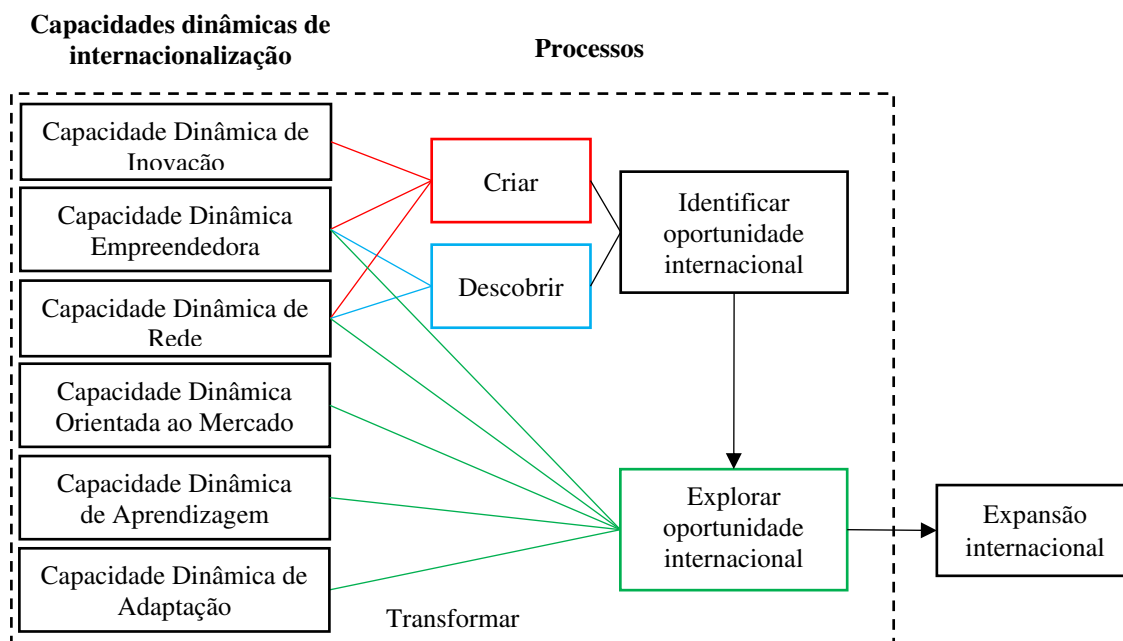 Capacidades dinâmicas de
internacionalização
Processos
Capacidade Dinâmica de
Inovação
Capacidade Dinâmica
Empreendedora
Capacidade Dinâmica de
Rede
Capacidade Dinâmica
Orientada ao Mercado
Capacidade Dinâmica
de Aprendizagem
Capacidade Dinâmica de
Adaptação
Criar
Descobrir
Identificar
oportunidade
internacional
Explorar
oportunidade
internacional
Expansão
internacional
Transformar